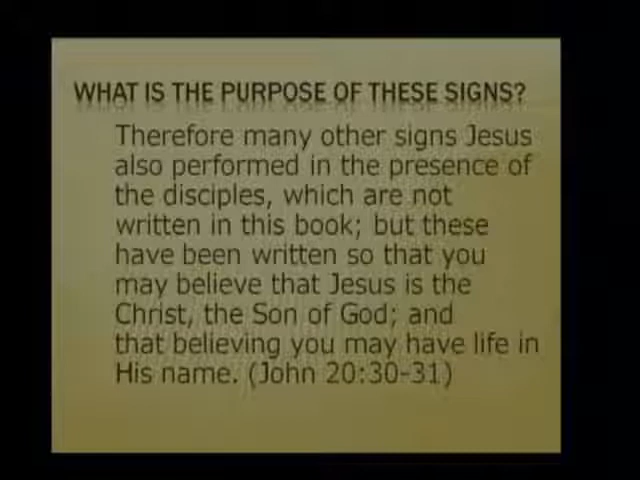 WHAT IS THE PURPOSE OF THESE SIGNS?
Therefore many other signs Jesus
also performed in the presence of
the disciples, which are not
written in this book; but these
have been written so that you
may believe that Jesus is the
Christ, the Son of God; and
that believing you may have life in
His name. (John 20:30-31)